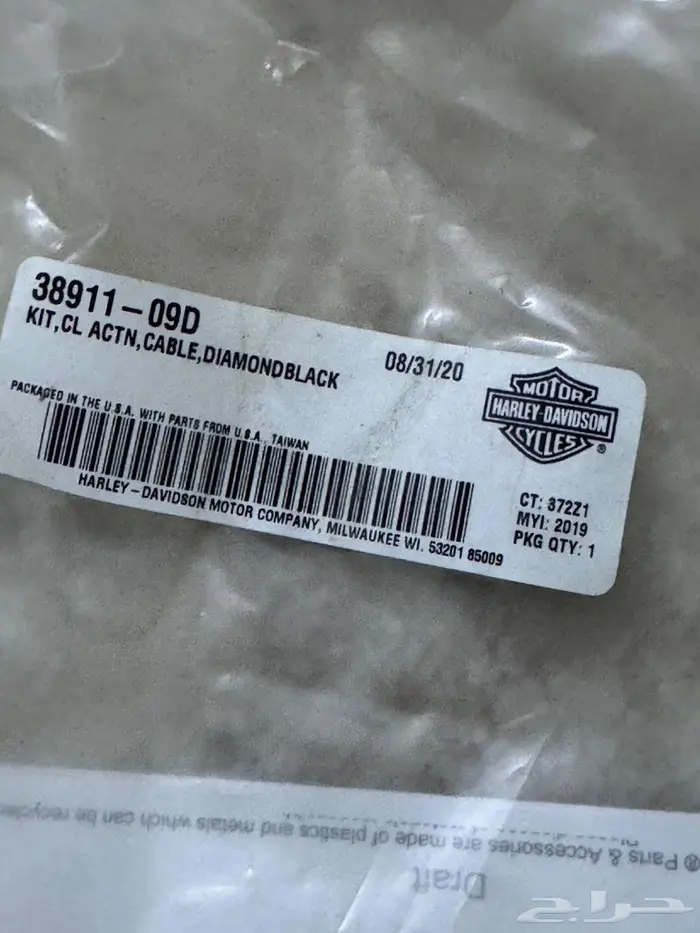 38911-09D
KIT,CL ACTN,CABLE,DIAMONDBLACK
08/31/20
PACKAGED IN THE U.S.A. WITH PARTS FROM U.S.A., TAIWAN
HARLEY-DAVIDSON MOTOR COMPANY, MILWAUKEE WI. 53201 85009
MOTOR
HARLEY-DAVIDSON
CYCLES
®
CT: 372Z1
MYI: 2019
PKG QTY: 1
® Parts & Accessories are made of plastics and metals which can be recycled
Draft
حراج